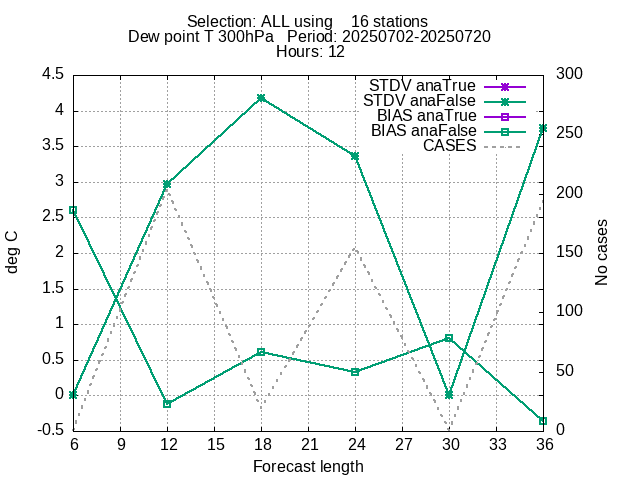 Selection: ALL using    16 stations
Dew point T 300hPa   Period: 20250702-20250720
Hours: 12
STDV anaTrue
STDV anaFalse
BIAS anaTrue
BIAS anaFalse
CASES
4.5
4
3.5
3
2.5
2
1.5
1
0.5
0
-0.5
deg C
300
250
200
150
100
50
0
No cases
6 9 12 15 18 21 24 27 30 33 36
Forecast length